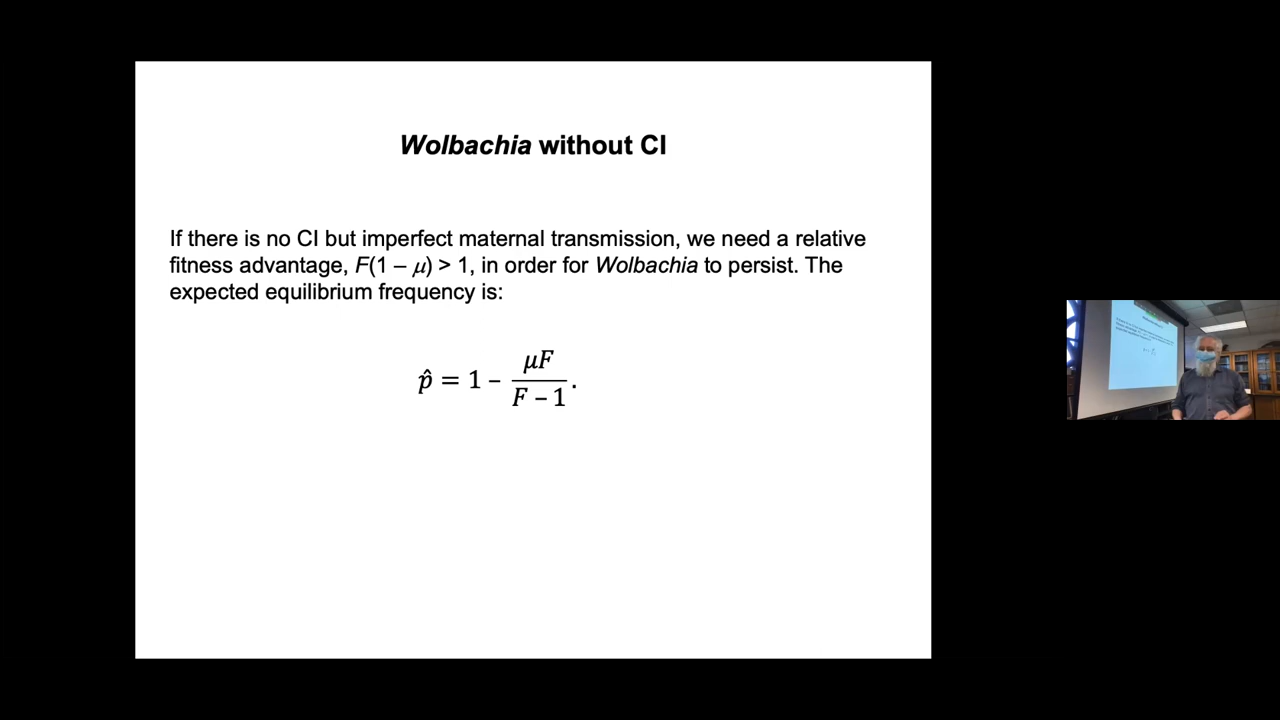 Wolbachia without CI
If there is no CI but imperfect maternal transmission, we need a relative
fitness advantage, F(1 – μ) > 1, in order for Wolbachia to persist. The
expected equilibrium frequency is:
p̂ = 1 – μF / F – 1.